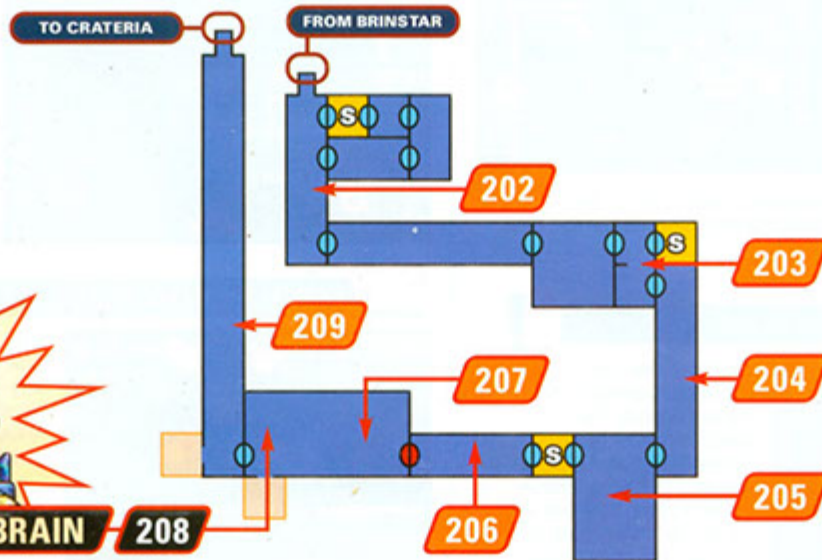 TO CRATERIA
FROM BRINSTAR
S
202
S
203
209
207
204
S
205
BRAIN 208
206